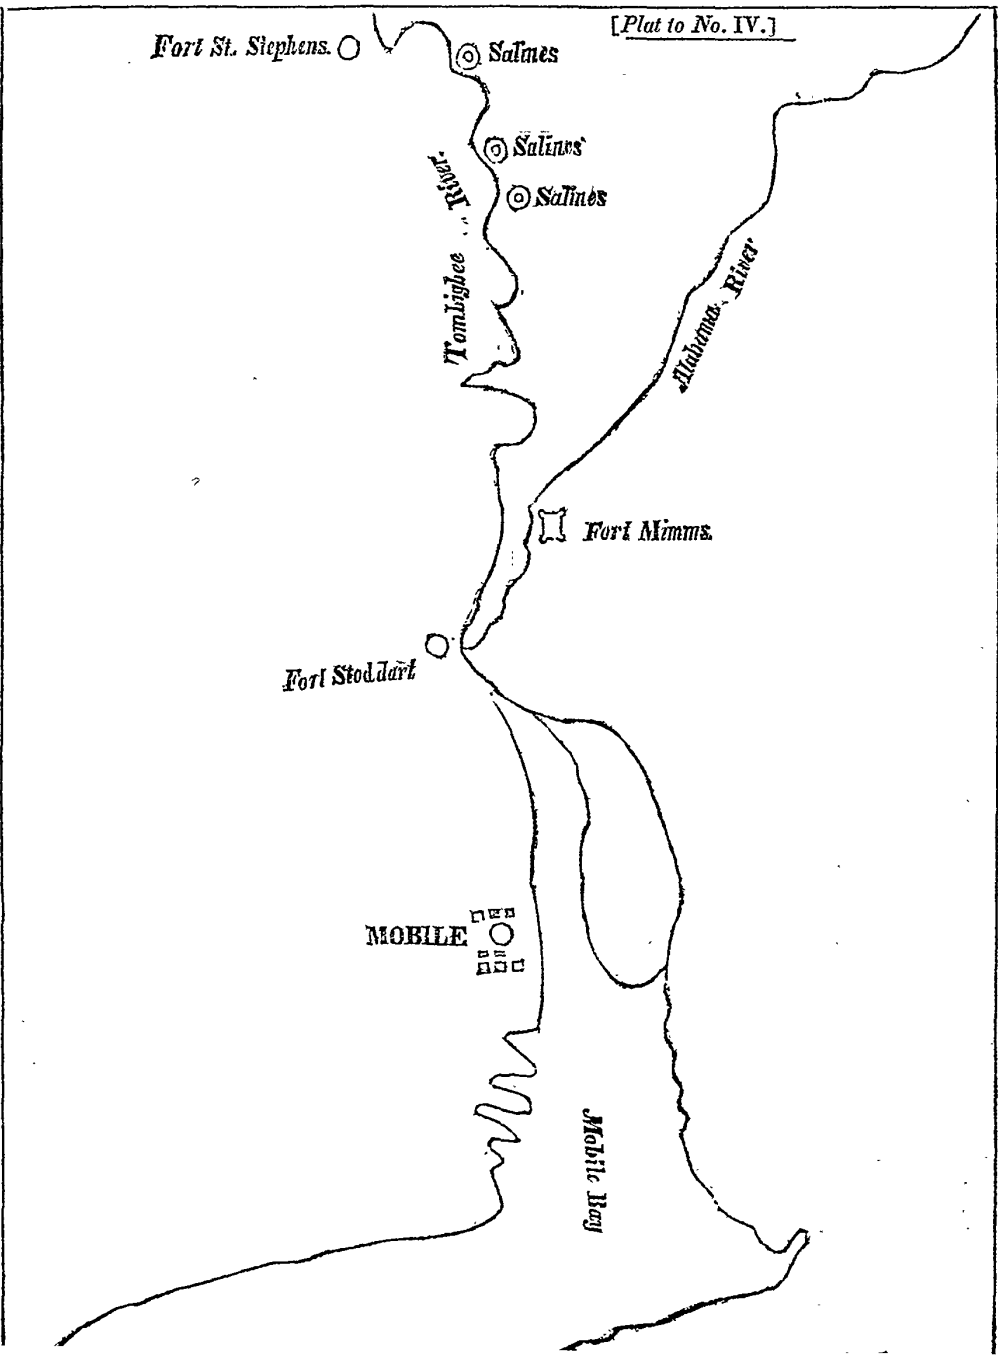 [Plat to No. IV.]
Fort St. Stephens.
Salines
Salines
Salines
Tombigbee River.
Alabama River
Fort Mimms.
Fort Stoddart
MOBILE
Mobile Bay